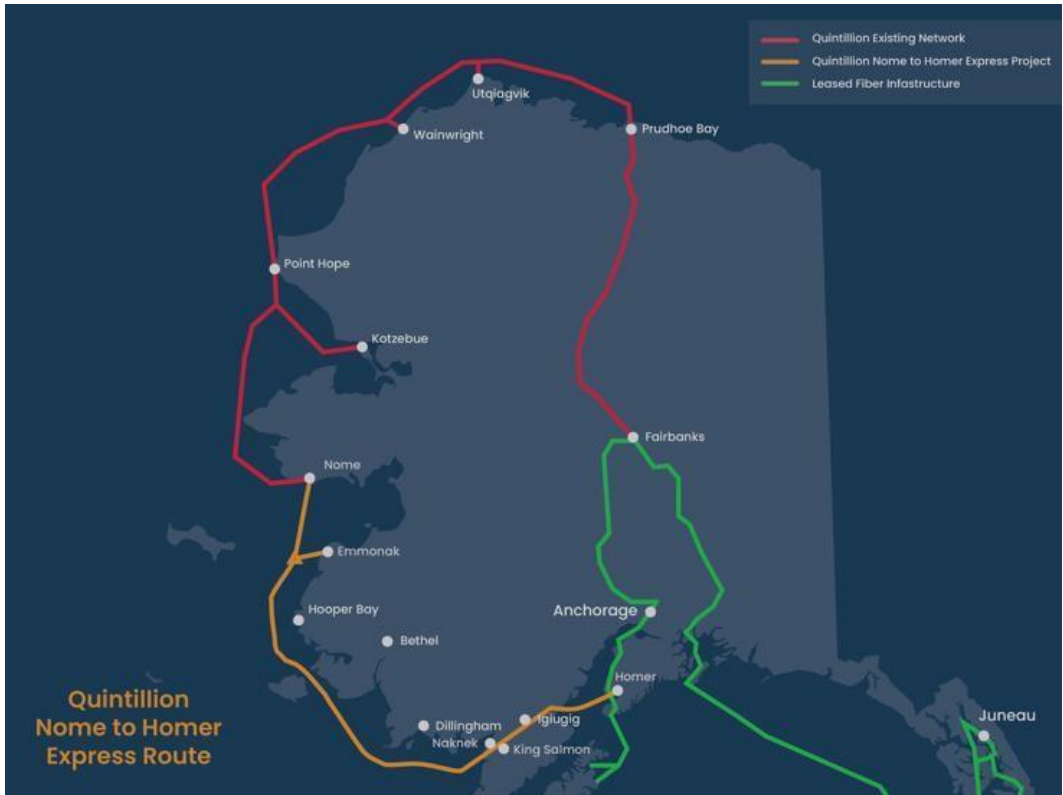 Quintillion Existing Network
Quintillion Nome to Homer Express Project
Leased Fiber Infastructure
Utqiagvik
Wainwright
Prudhoe Bay
Point Hope
Kotzebue
Fairbanks
Nome
Emmonak
Hooper Bay
Anchorage
Bethel
Homer
Quintillion
Nome to Homer
Express Route
Igiugig
Dillingham
Naknek
King Salmon
Juneau